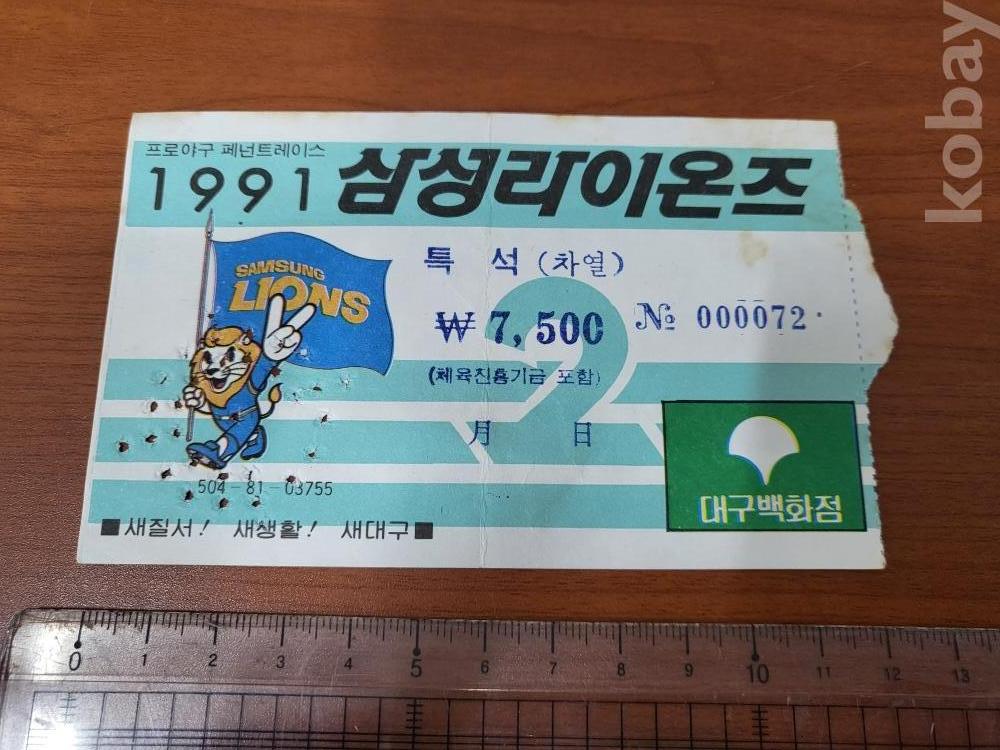 프로야구 페넌트레이스
1991 삼성라이온즈
SAMSUNG
LIONS
특 석 (차열)
₩ 7,500 № 000072
(체육진흥기금 포함)
2
月 日
504-81-03755
대구백화점
■새질서! 새생활! 새대구■
0 1 2 3 4 5 6 7 8 9 10 11 12 13
kobay